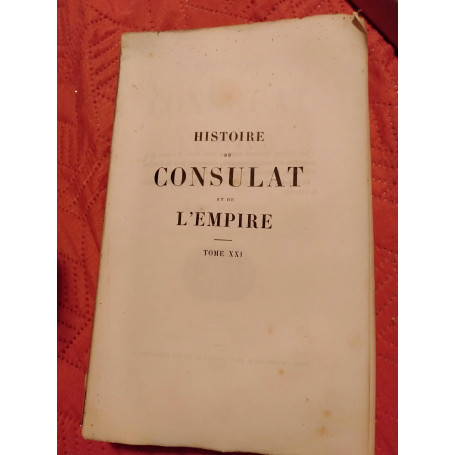 HISTOIRE
DU
CONSULAT
ET DE
L'EMPIRE
TOME XXI